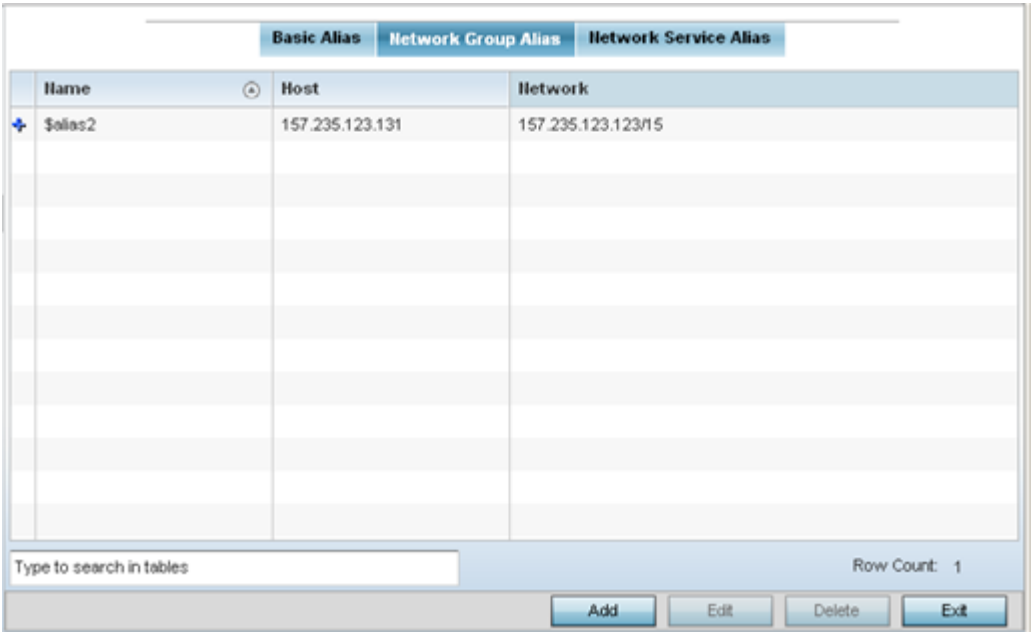 Basic Alias Network Group Alias Network Service Alias
Name Host Network
$alias2 157.235.123.131 157.235.123.123/15
Type to search in tables Row Count: 1
Add Edit Delete Exit